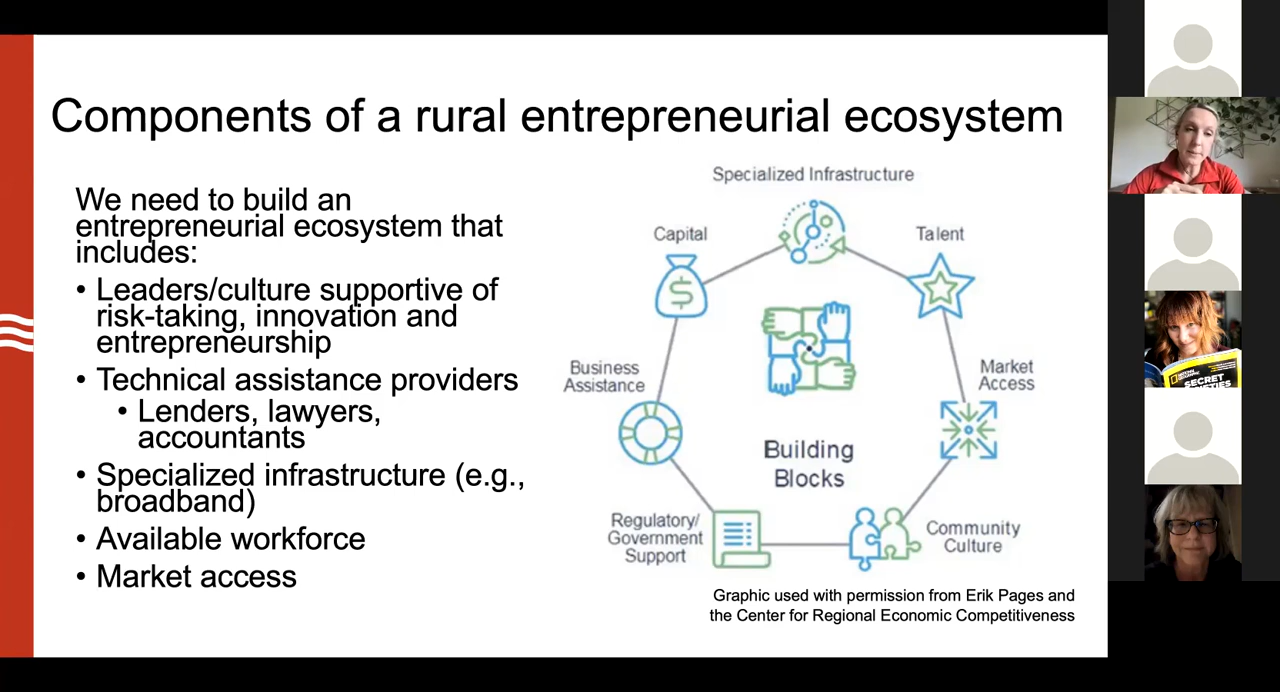 Components of a rural entrepreneurial ecosystem
We need to build an
entrepreneurial ecosystem that
includes:
• Leaders/culture supportive of
risk-taking, innovation and
entrepreneurship
• Technical assistance providers
• Lenders, lawyers,
accountants
• Specialized infrastructure (e.g.,
broadband)
• Available workforce
• Market access
Specialized Infrastructure
Capital
Talent
$
Business
Assistance
Market
Access
Building
Blocks
Regulatory/
Government
Support
Community
Culture
Graphic used with permission from Erik Pages and
the Center for Regional Economic Competitiveness
NATIONAL
GEOGRAPHIC
SECRET